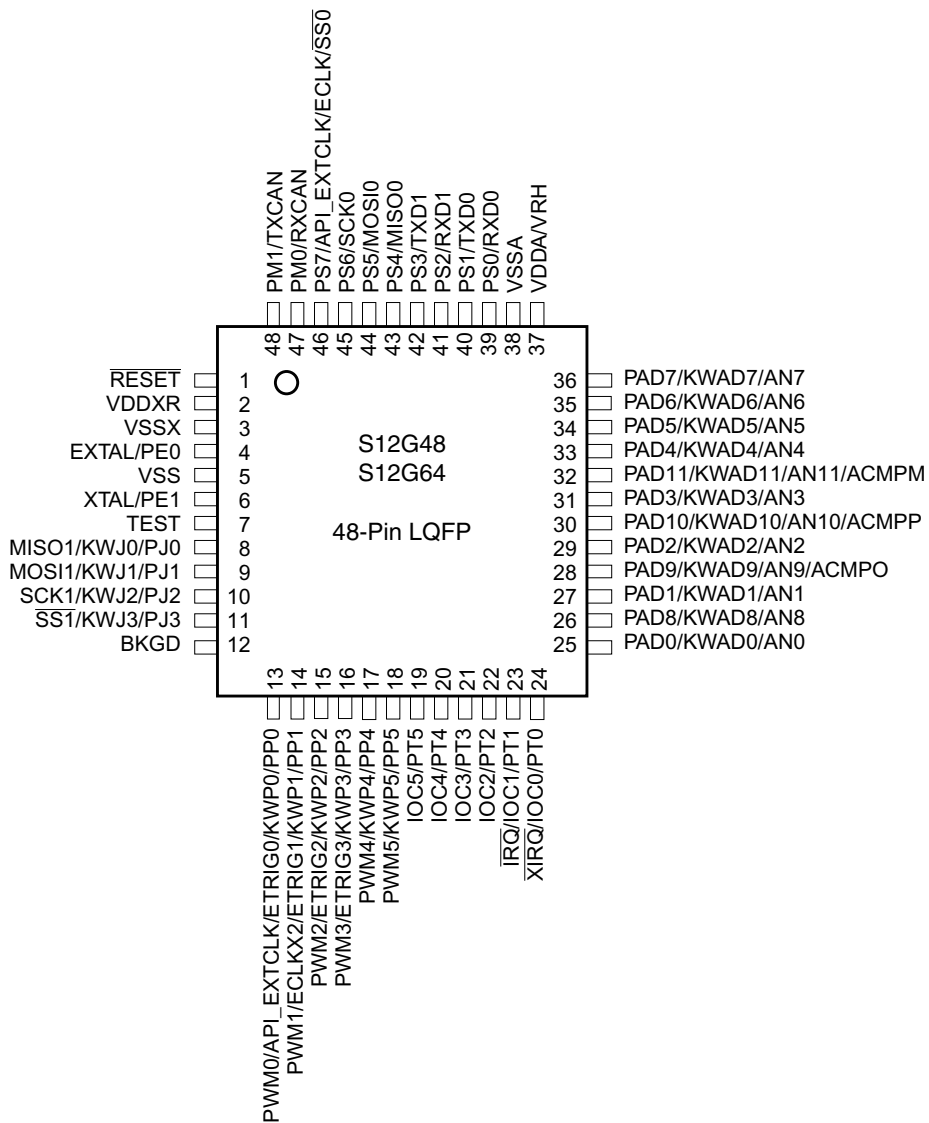 PM1/TXCAN
PM0/RXCAN
PS7/API_EXTCLK/ECLK/SS0
PS6/SCK0
PS5/MOSI0
PS4/MISO0
PS3/TXD1
PS2/RXD1
PS1/TXD0
PS0/RXD0
VSSA
VDDA/VRH
48
47
46
45
44
43
42
41
40
39
38
37
RESET 1
VDDXR 2
VSSX 3
EXTAL/PE0 4
VSS 5
XTAL/PE1 6
TEST 7
MISO1/KWJ0/PJ0 8
MOSI1/KWJ1/PJ1 9
SCK1/KWJ2/PJ2 10
SS1/KWJ3/PJ3 11
BKGD 12
S12G48
S12G64
48-Pin LQFP
36 PAD7/KWAD7/AN7
35 PAD6/KWAD6/AN6
34 PAD5/KWAD5/AN5
33 PAD4/KWAD4/AN4
32 PAD11/KWAD11/AN11/ACMPM
31 PAD3/KWAD3/AN3
30 PAD10/KWAD10/AN10/ACMPP
29 PAD2/KWAD2/AN2
28 PAD9/KWAD9/AN9/ACMPO
27 PAD1/KWAD1/AN1
26 PAD8/KWAD8/AN8
25 PAD0/KWAD0/AN0
13
14
15
16
17
18
19
20
21
22
23
24
PWM0/API_EXTCLK/ETRIG0/KWP0/PP0
PWM1/ECLKX2/ETRIG1/KWP1/PP1
PWM2/ETRIG2/KWP2/PP2
PWM3/ETRIG3/KWP3/PP3
PWM4/KWP4/PP4
PWM5/KWP5/PP5
IOC5/PT5
IOC4/PT4
IOC3/PT3
IOC2/PT2
IRQ/IOC1/PT1
XIRQ/IOC0/PT0